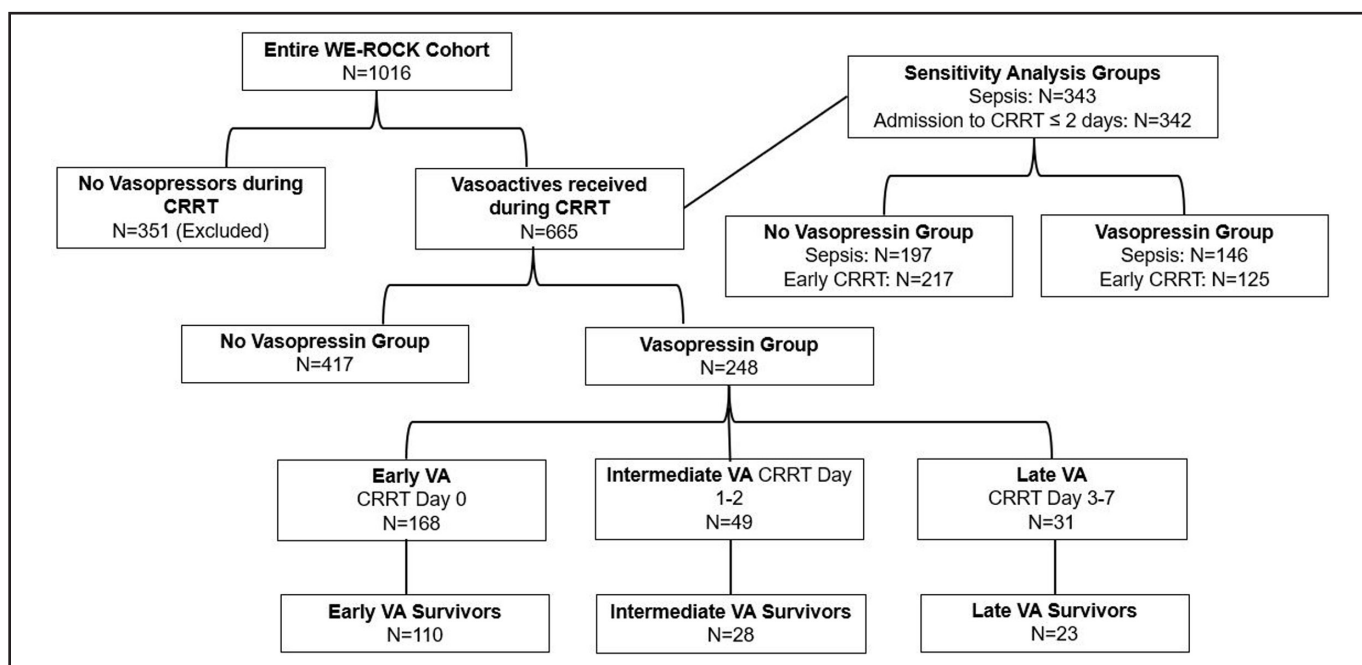 Entire WE-ROCK Cohort
N=1016
Sensitivity Analysis Groups
Sepsis: N=343
Admission to CRRT ≤ 2 days: N=342
No Vasopressors during
CRRT
N=351 (Excluded)
Vasoactives received
during CRRT
N=665
No Vasopressin Group
Sepsis: N=197
Early CRRT: N=217
Vasopressin Group
Sepsis: N=146
Early CRRT: N=125
No Vasopressin Group
N=417
Vasopressin Group
N=248
Early VA
CRRT Day 0
N=168
Intermediate VA CRRT Day
1-2
N=49
Late VA
CRRT Day 3-7
N=31
Early VA Survivors
N=110
Intermediate VA Survivors
N=28
Late VA Survivors
N=23